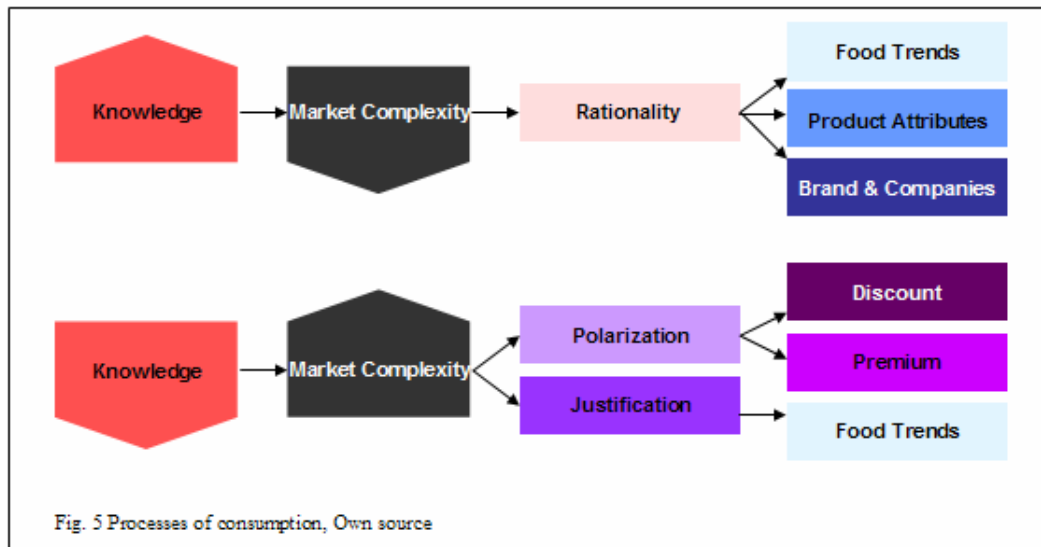 Food Trends
Knowledge
Market Complexity
Rationality
Product Attributes
Brand & Companies
Discount
Polarization
Knowledge
Market Complexity
Premium
Justification
Food Trends
Fig. 5 Processes of consumption, Own source